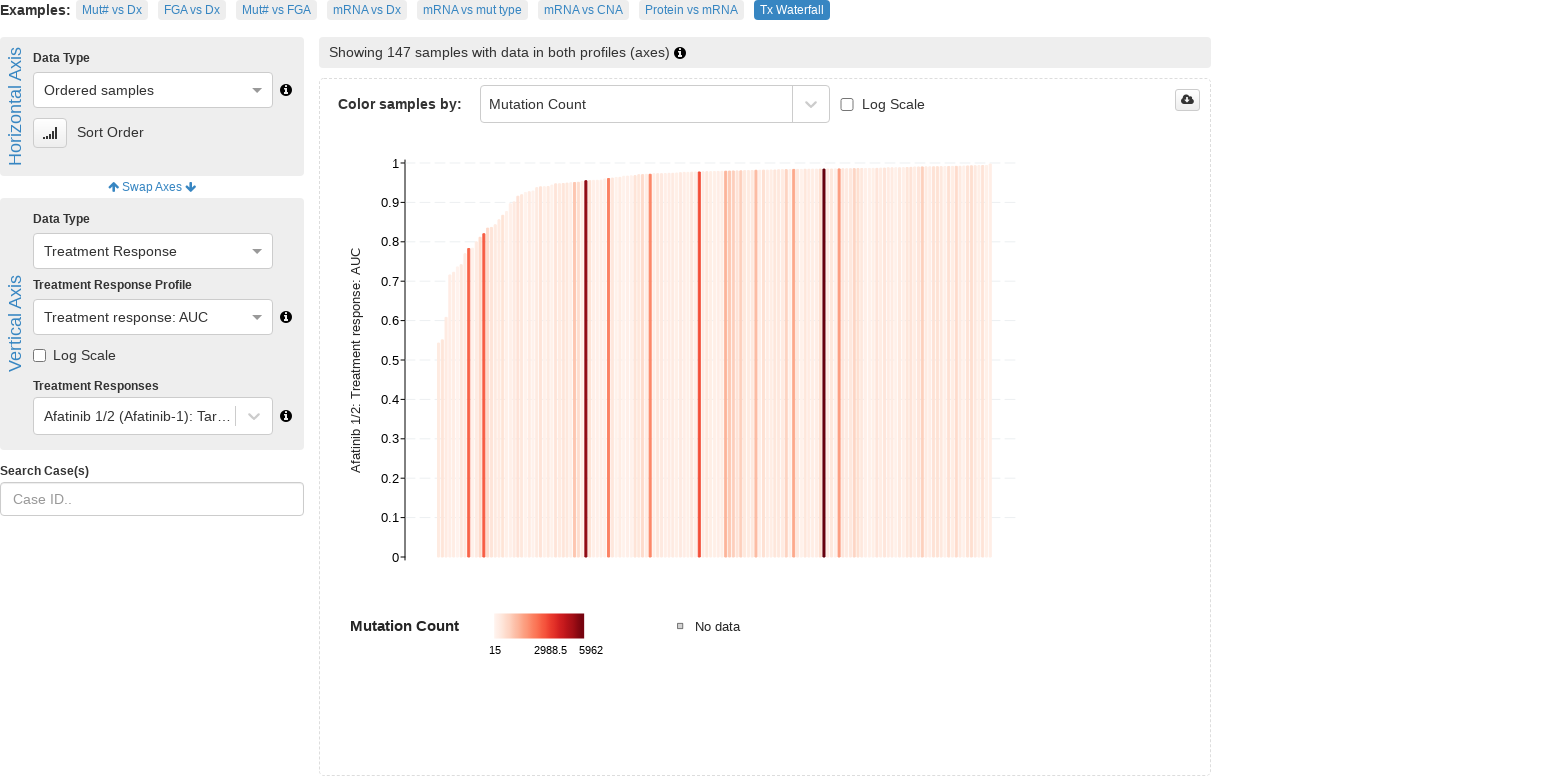 Examples: Mut# vs Dx FGA vs Dx Mut# vs FGA mRNA vs Dx mRNA vs mut type mRNA vs CNA Protein vs mRNA Tx Waterfall
Horizontal Axis
Data Type
Ordered samples
Sort Order
Swap Axes
Vertical Axis
Data Type
Treatment Response
Treatment Response Profile
Treatment response: AUC
Log Scale
Treatment Responses
Afatinib 1/2 (Afatinib-1): Tar…
Search Case(s)
Case ID..
Showing 147 samples with data in both profiles (axes)
Color samples by: Mutation Count Log Scale
Afatinib 1/2: Treatment response: AUC
1
0.9
0.8
0.7
0.6
0.5
0.4
0.3
0.2
0.1
0
Mutation Count No data
15 2988.5 5962